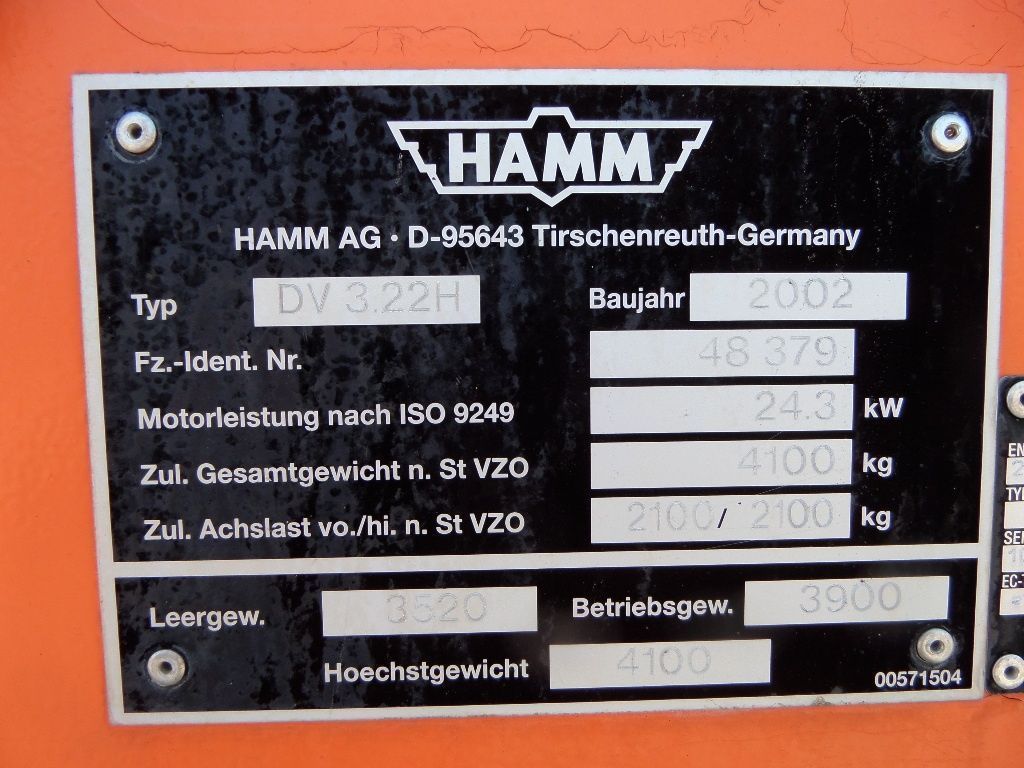 HAMM
HAMM AG · D-95643 Tirschenreuth-Germany
Typ DV 3.22H Baujahr 2002
Fz.-Ident. Nr. 48 379
Motorleistung nach ISO 9249 24.3 kW
Zul. Gesamtgewicht n. St VZO 4100 kg
Zul. Achslast vo./hi. n. St VZO 2100 / 2100 kg
Leergew. 3520 Betriebsgew. 3900
Hoechstgewicht 4100
00571504